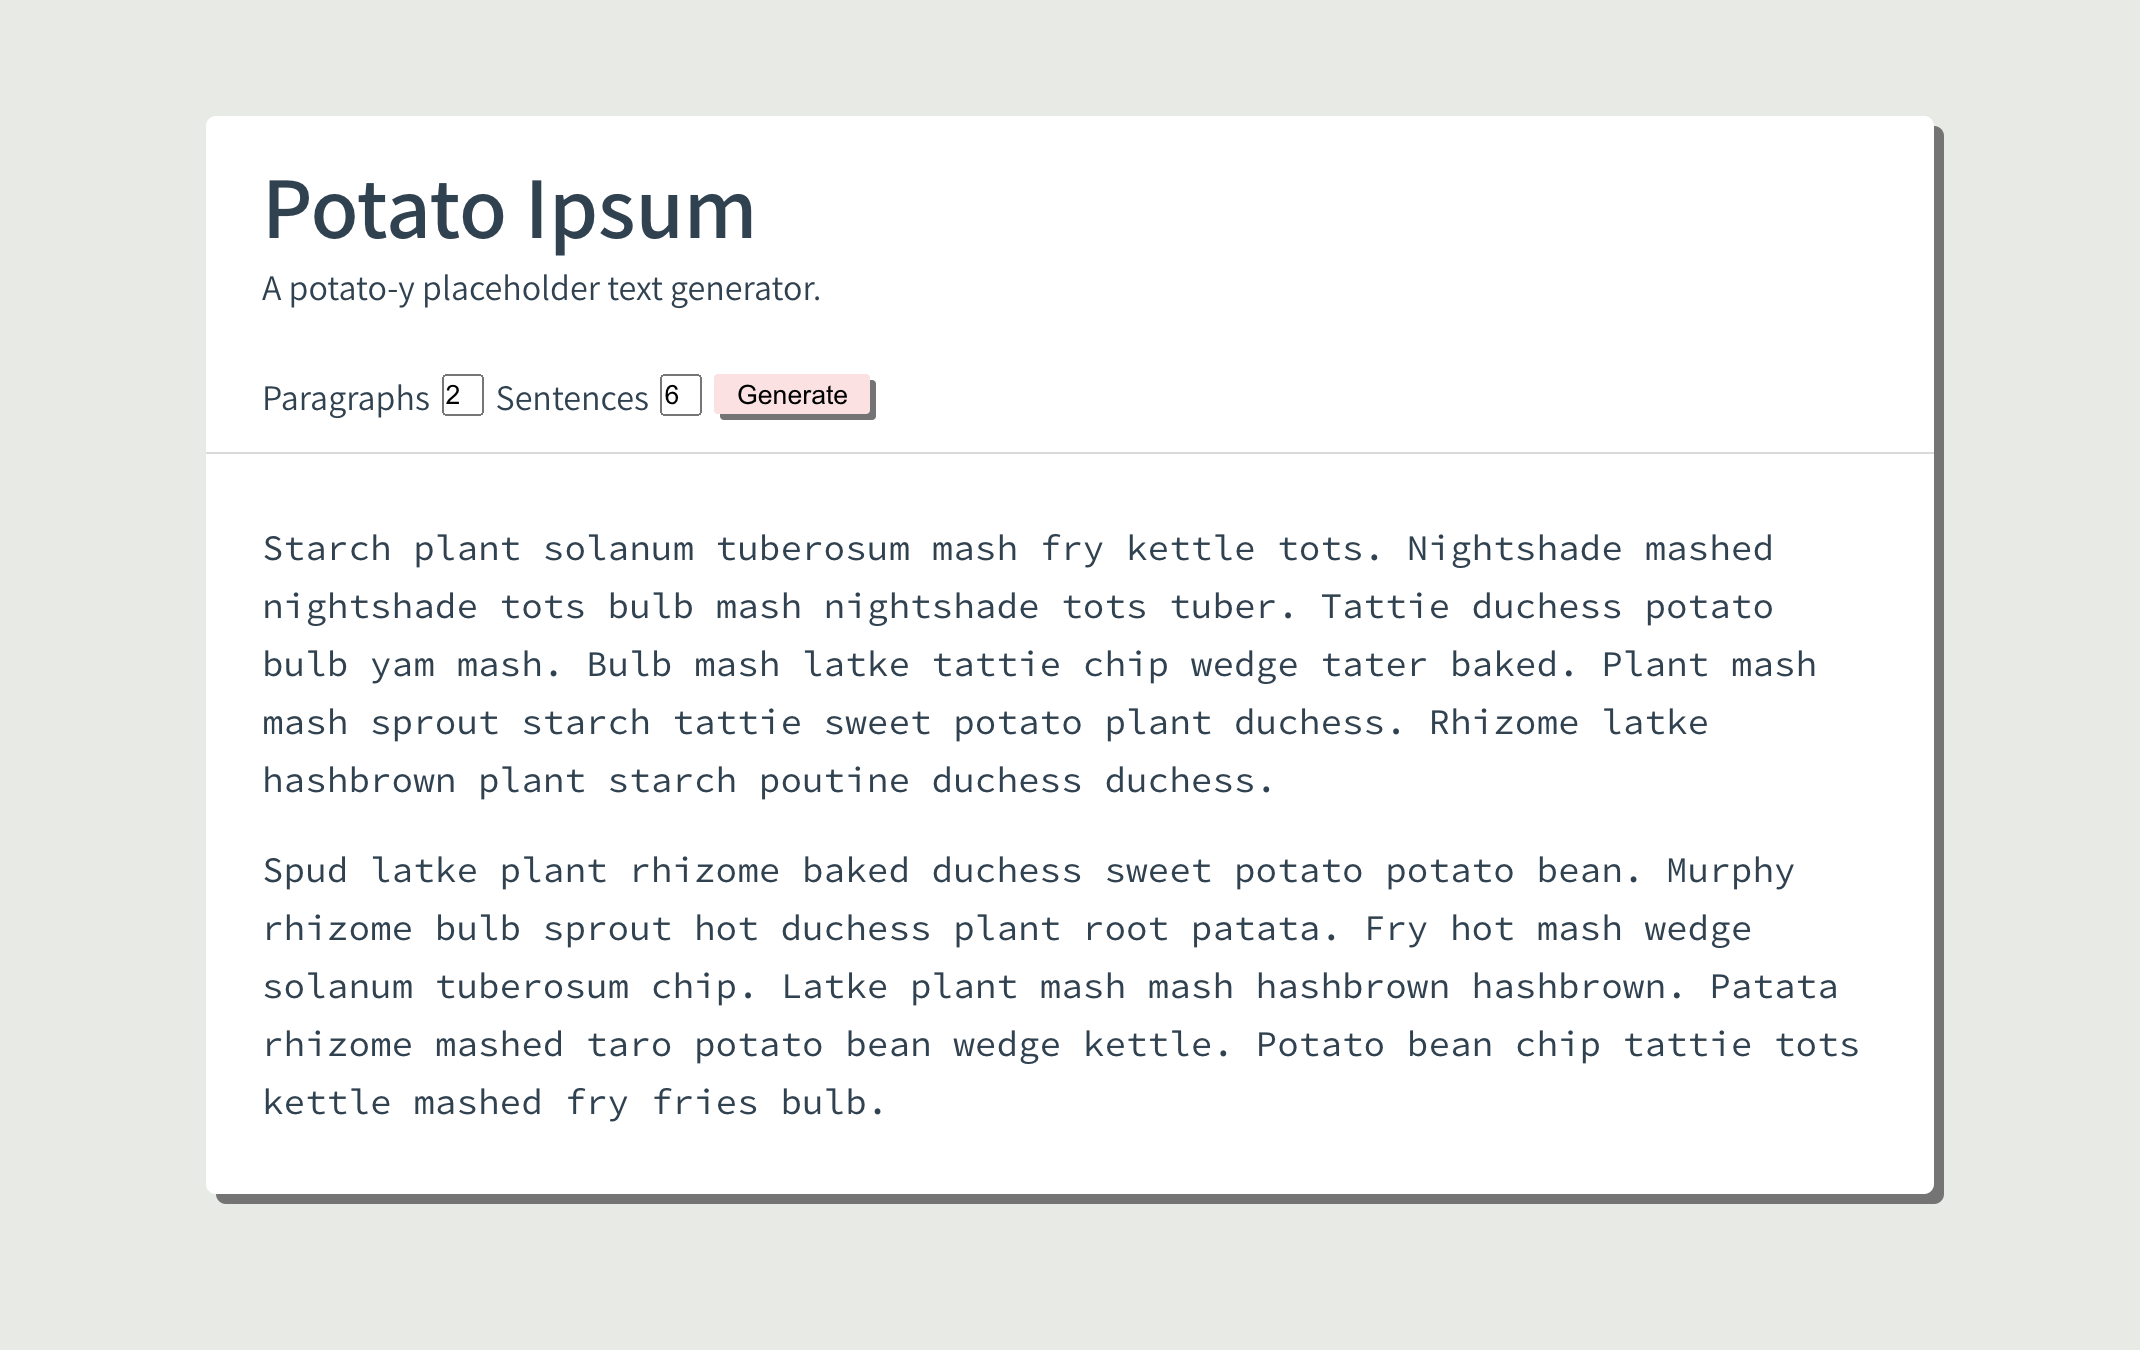 Potato Ipsum
A potato-y placeholder text generator.
Paragraphs 2 Sentences 6 Generate
Starch plant solanum tuberosum mash fry kettle tots. Nightshade mashed
nightshade tots bulb mash nightshade tots tuber. Tattie duchess potato
bulb yam mash. Bulb mash latke tattie chip wedge tater baked. Plant mash
mash sprout starch tattie sweet potato plant duchess. Rhizome latke
hashbrown plant starch poutine duchess duchess.
Spud latke plant rhizome baked duchess sweet potato potato bean. Murphy
rhizome bulb sprout hot duchess plant root patata. Fry hot mash wedge
solanum tuberosum chip. Latke plant mash mash hashbrown hashbrown. Patata
rhizome mashed taro potato bean wedge kettle. Potato bean chip tattie tots
kettle mashed fry fries bulb.